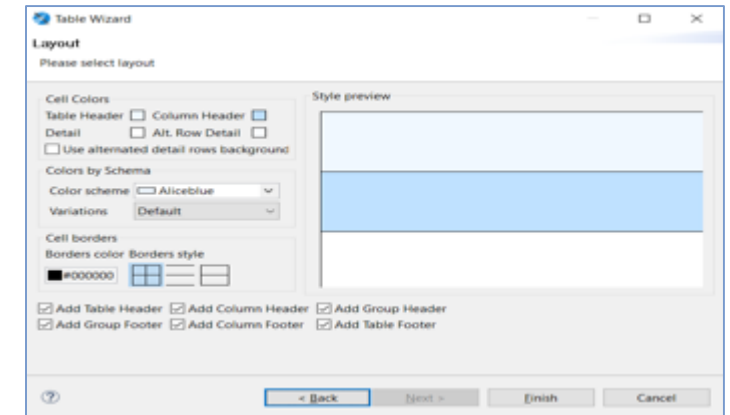 Table Wizard
Layout
Please select layout
Cell Colors
Table Header Column Header
Detail Alt. Row Detail
Use alternated detail rows background
Colors by Schema
Color scheme Aliceblue
Variations Default
Cell borders
Borders color Borders style
#000000
Style preview
Add Table Header Add Column Header Add Group Header
Add Group Footer Add Column Footer Add Table Footer
? < Back Next > Finish Cancel